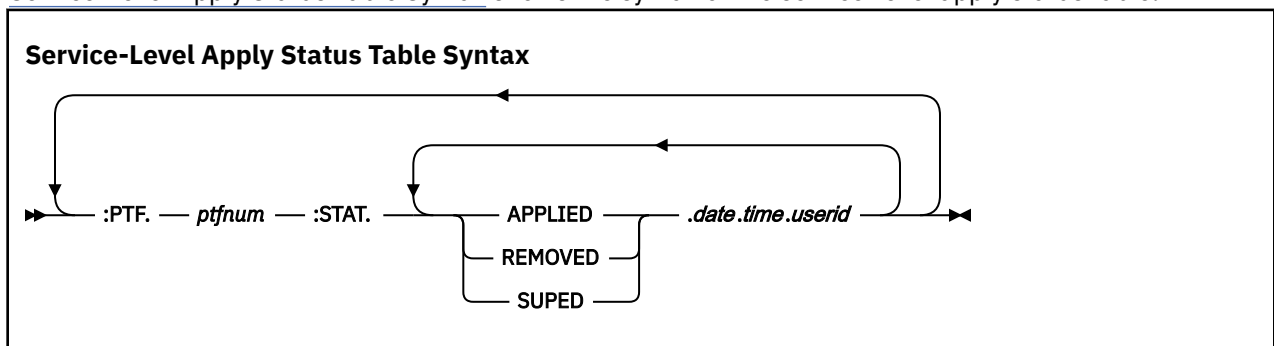 Service-Level Apply Status Table Syntax
:PTF. ptfnum :STAT. APPLIED .date.time.userid
REMOVED
SUPED